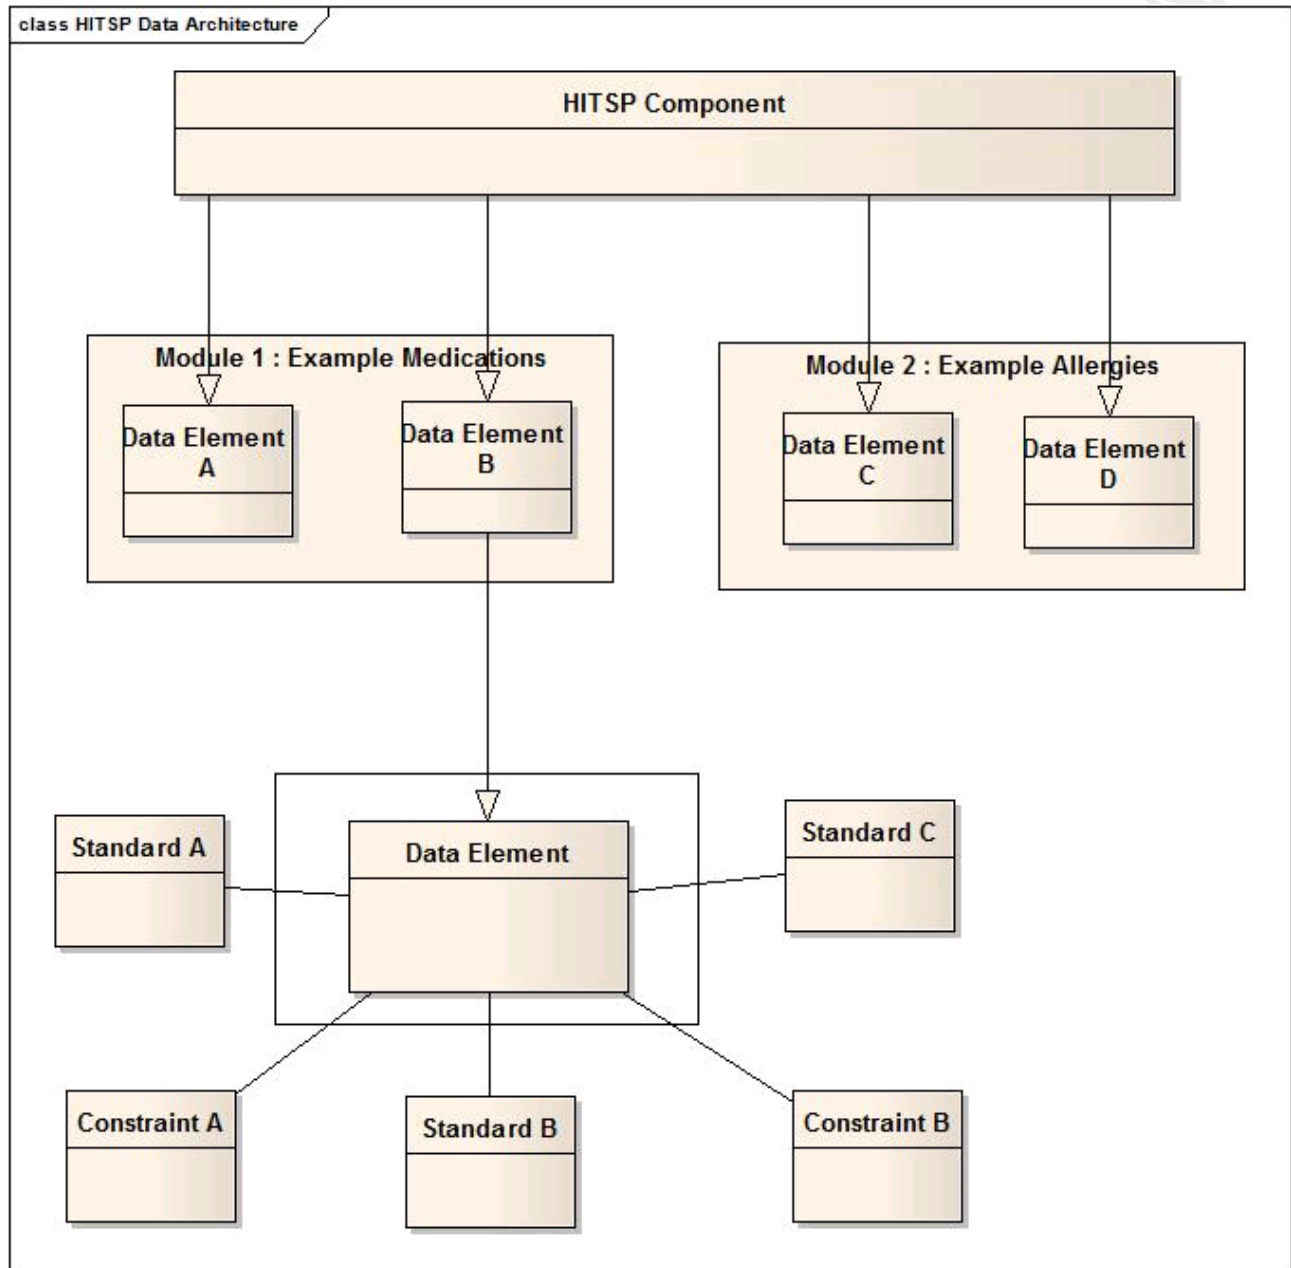 class HITSP Data Architecture
HITSP Component
Module 1 : Example Medications
Module 2 : Example Allergies
Data Element
A
Data Element
B
Data Element
C
Data Element
D
Standard A
Data Element
Standard C
Constraint A
Standard B
Constraint B